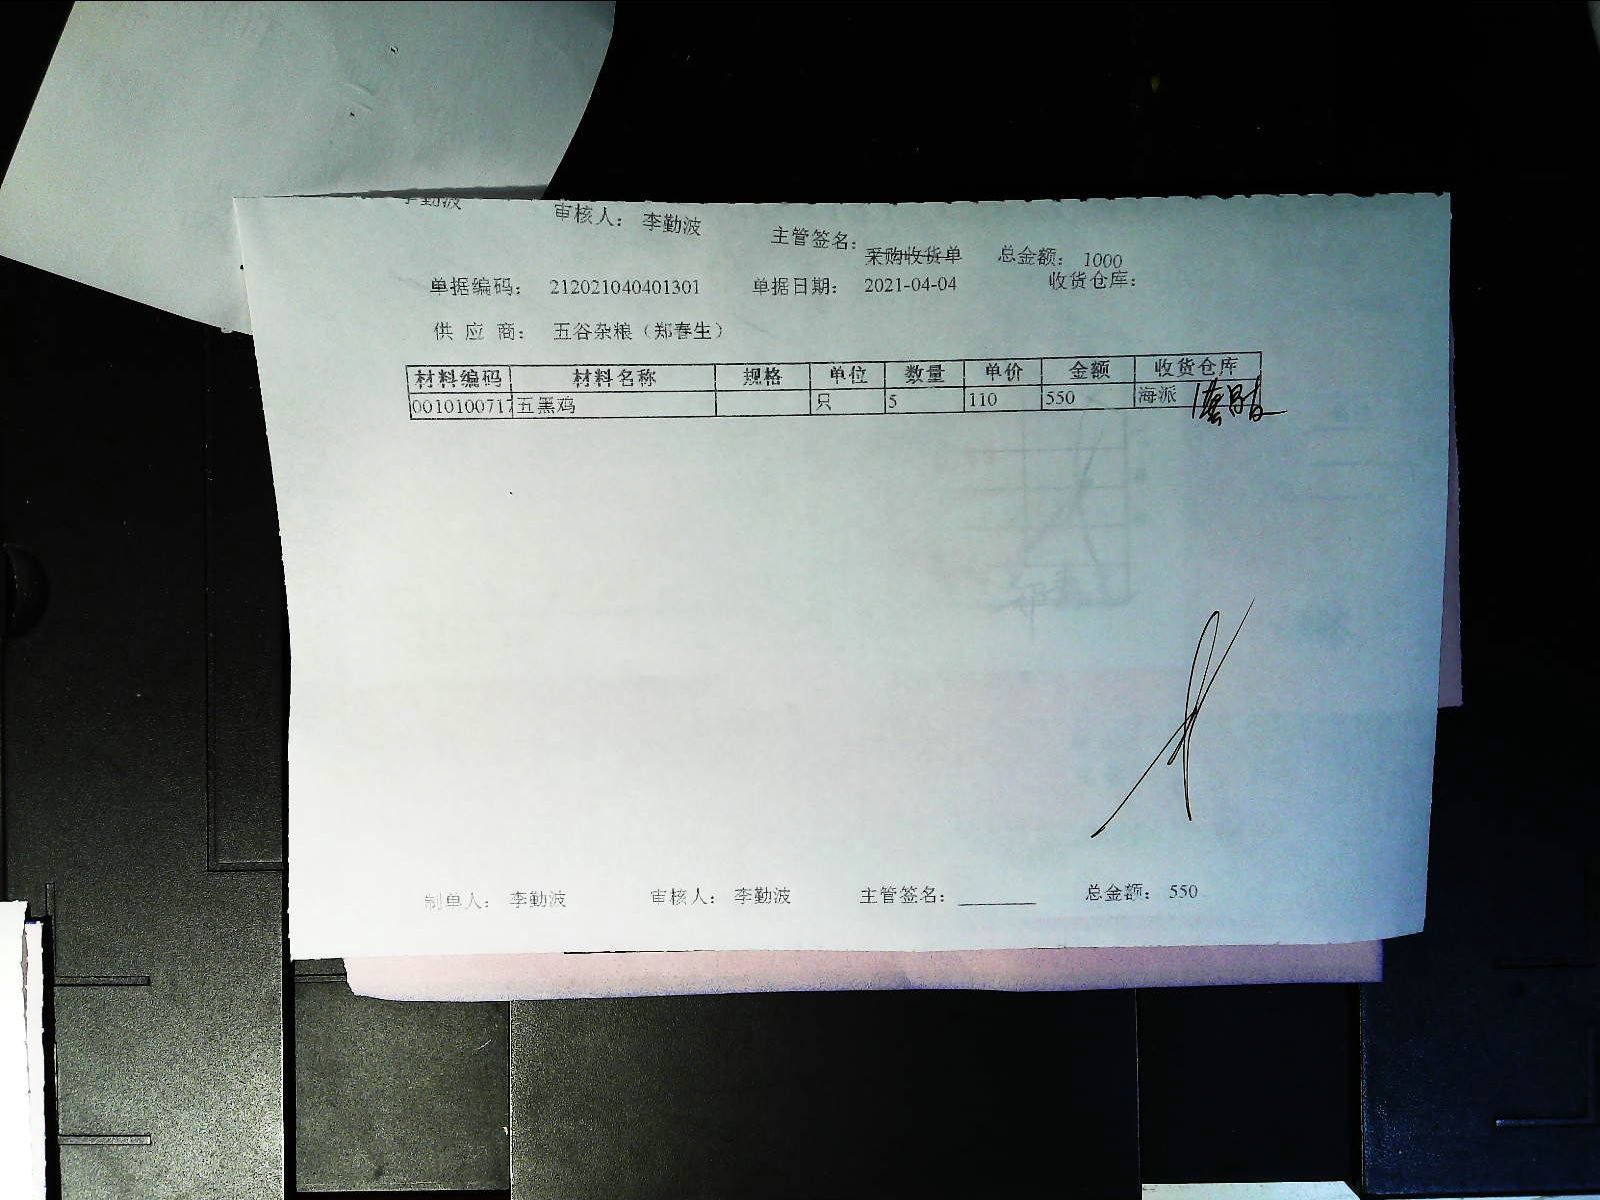 李勤波 审核人： 李勤波 主管签名： 总金额： 1000
采购收货单
单据编码： 212021040401301 单据日期： 2021-04-04 收货仓库：
供 应 商： 五谷杂粮（郑春生）
材料编码 材料名称 规格 单位 数量 单价 金额 收货仓库
0010100717 五黑鸡 只 5 110 550 海派
制单人： 李勤波 审核人： 李勤波 主管签名： 总金额： 550